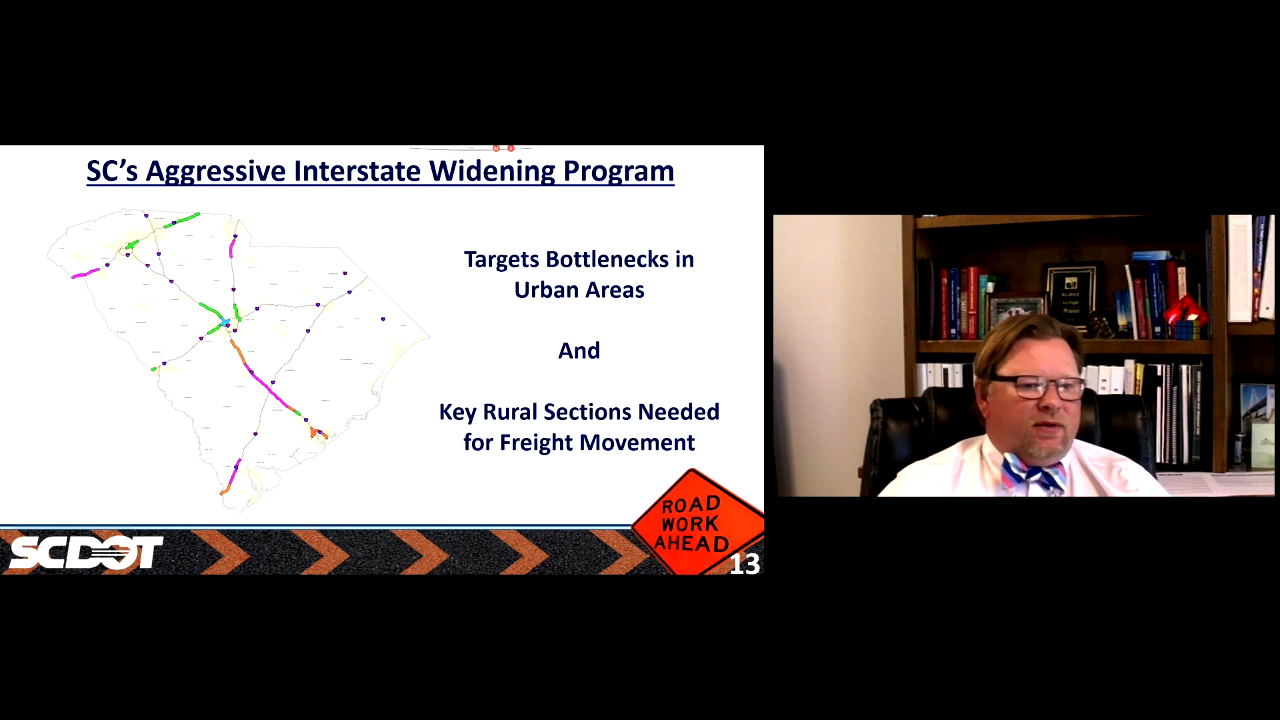 SC's Aggressive Interstate Widening Program
Targets Bottlenecks in
Urban Areas
And
Key Rural Sections Needed
for Freight Movement
ROAD
WORK
AHEAD
SCDOT
13